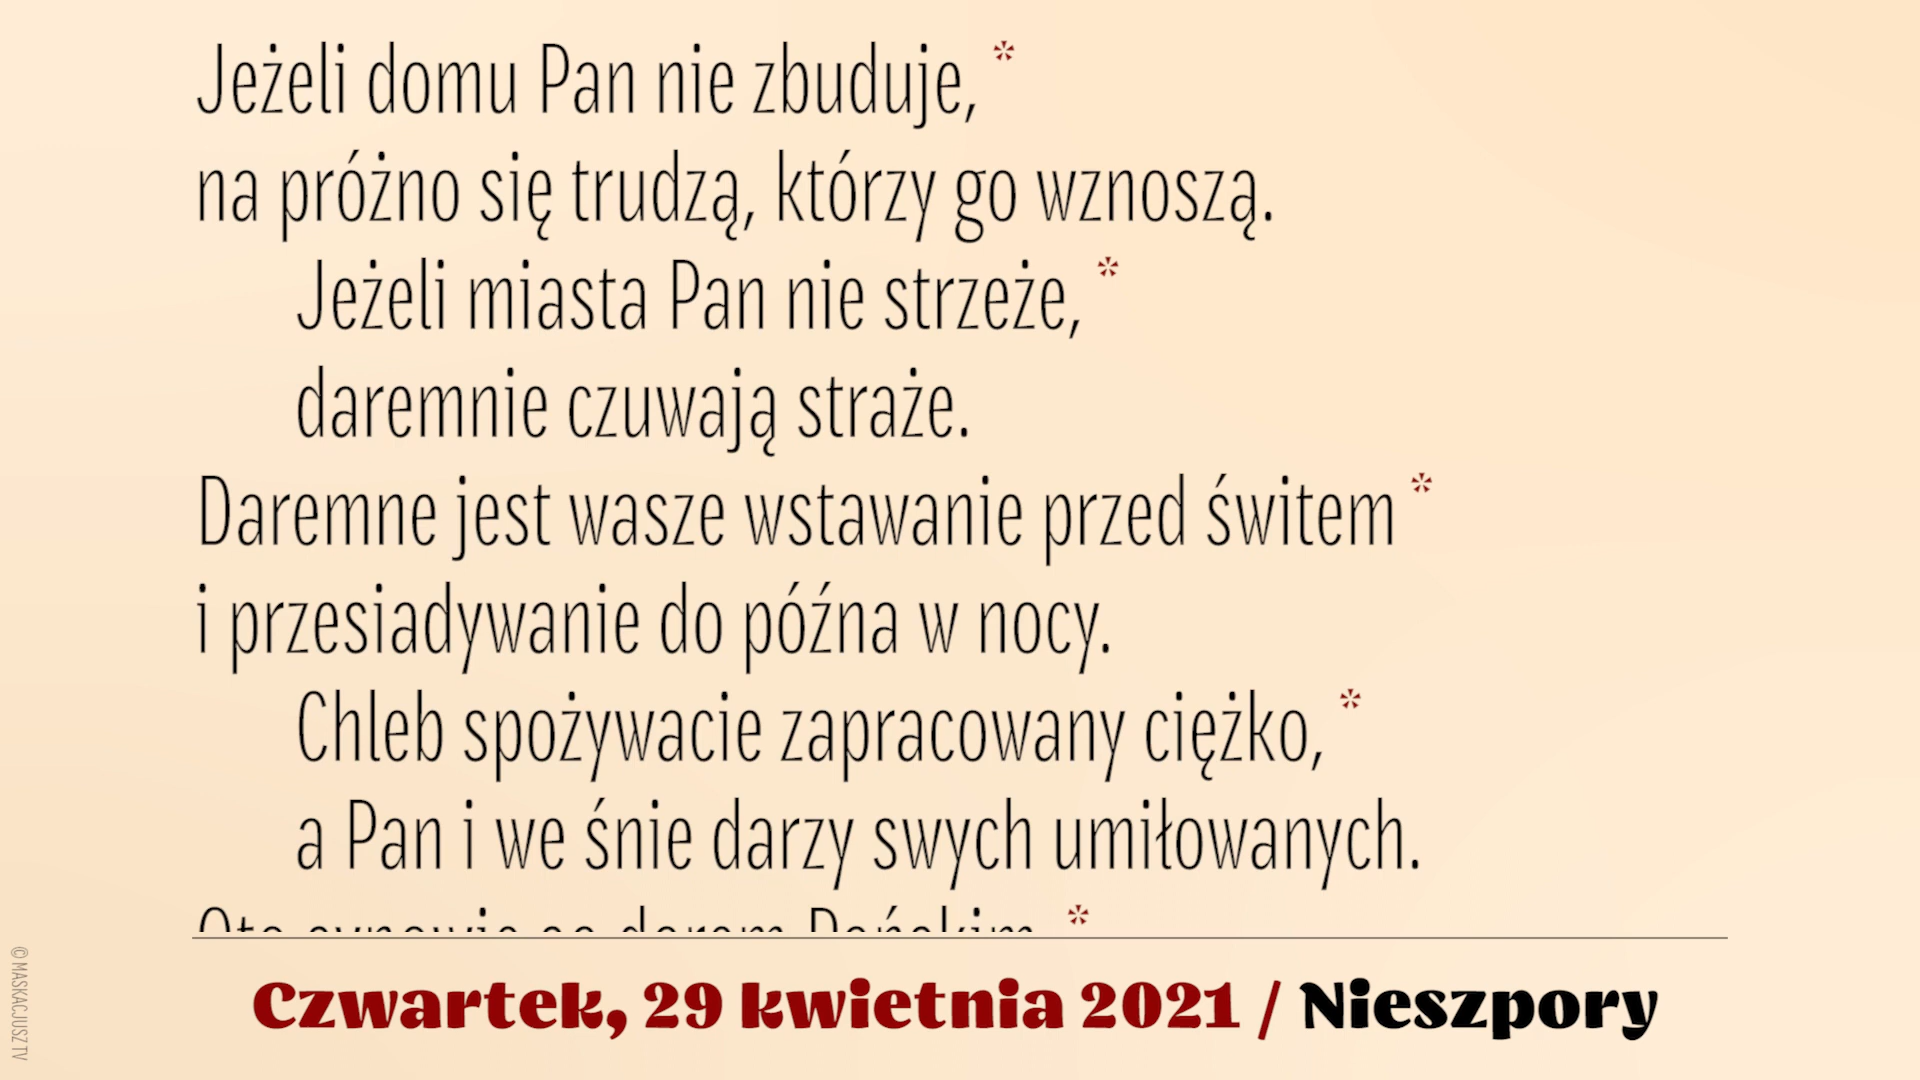 Jeżeli domu Pan nie zbuduje, *
na próżno się trudzą, którzy go wznoszą.
Jeżeli miasta Pan nie strzeże, *
daremnie czuwają straże.
Daremne jest wasze wstawanie przed świtem *
i przesiadywanie do późna w nocy.
Chleb spożywacie zapracowany ciężko, *
a Pan i we śnie darzy swych umiłowanych.
*
Czwartek, 29 kwietnia 2021 / Nieszpory
© MASKACJUSZ TV